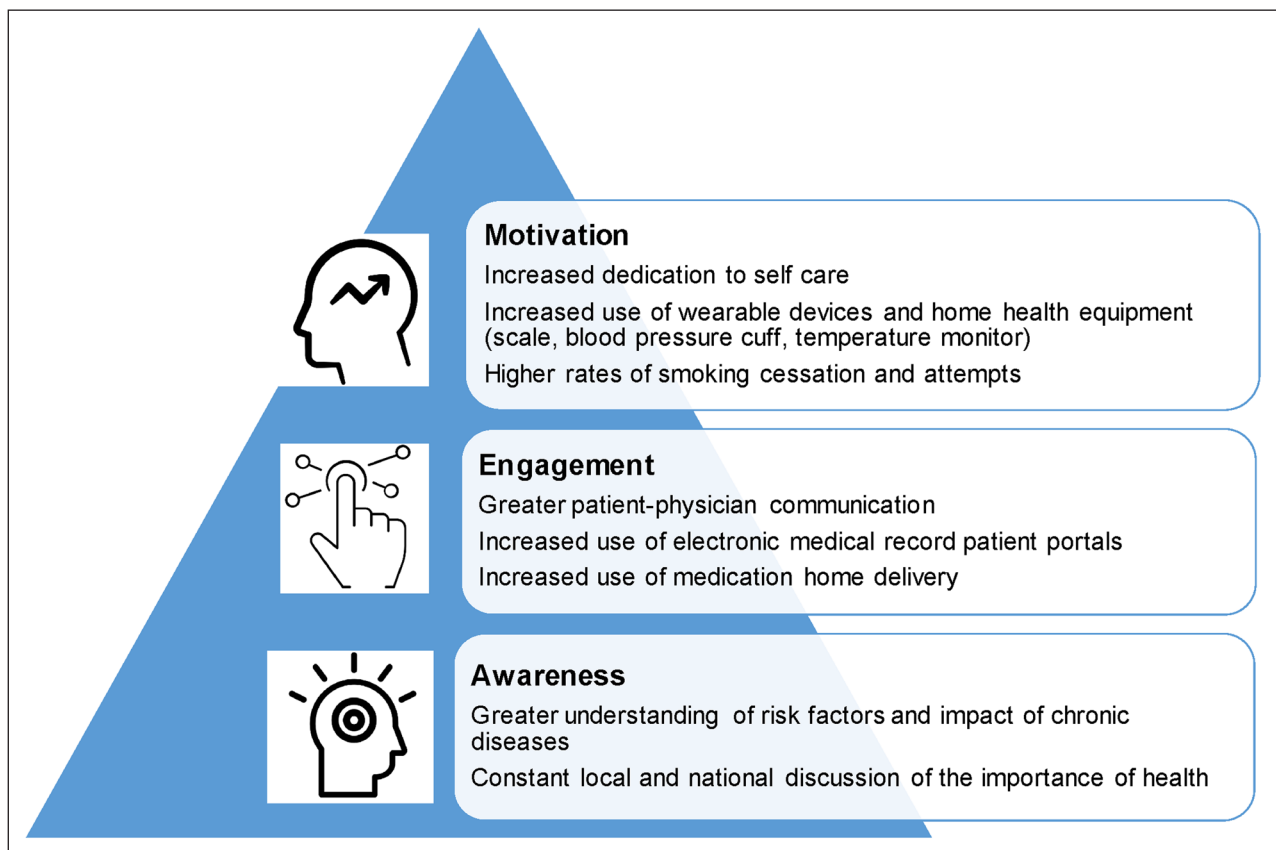 Motivation
Increased dedication to self care
Increased use of wearable devices and home health equipment
(scale, blood pressure cuff, temperature monitor)
Higher rates of smoking cessation and attempts
Engagement
Greater patient-physician communication
Increased use of electronic medical record patient portals
Increased use of medication home delivery
Awareness
Greater understanding of risk factors and impact of chronic
diseases
Constant local and national discussion of the importance of health